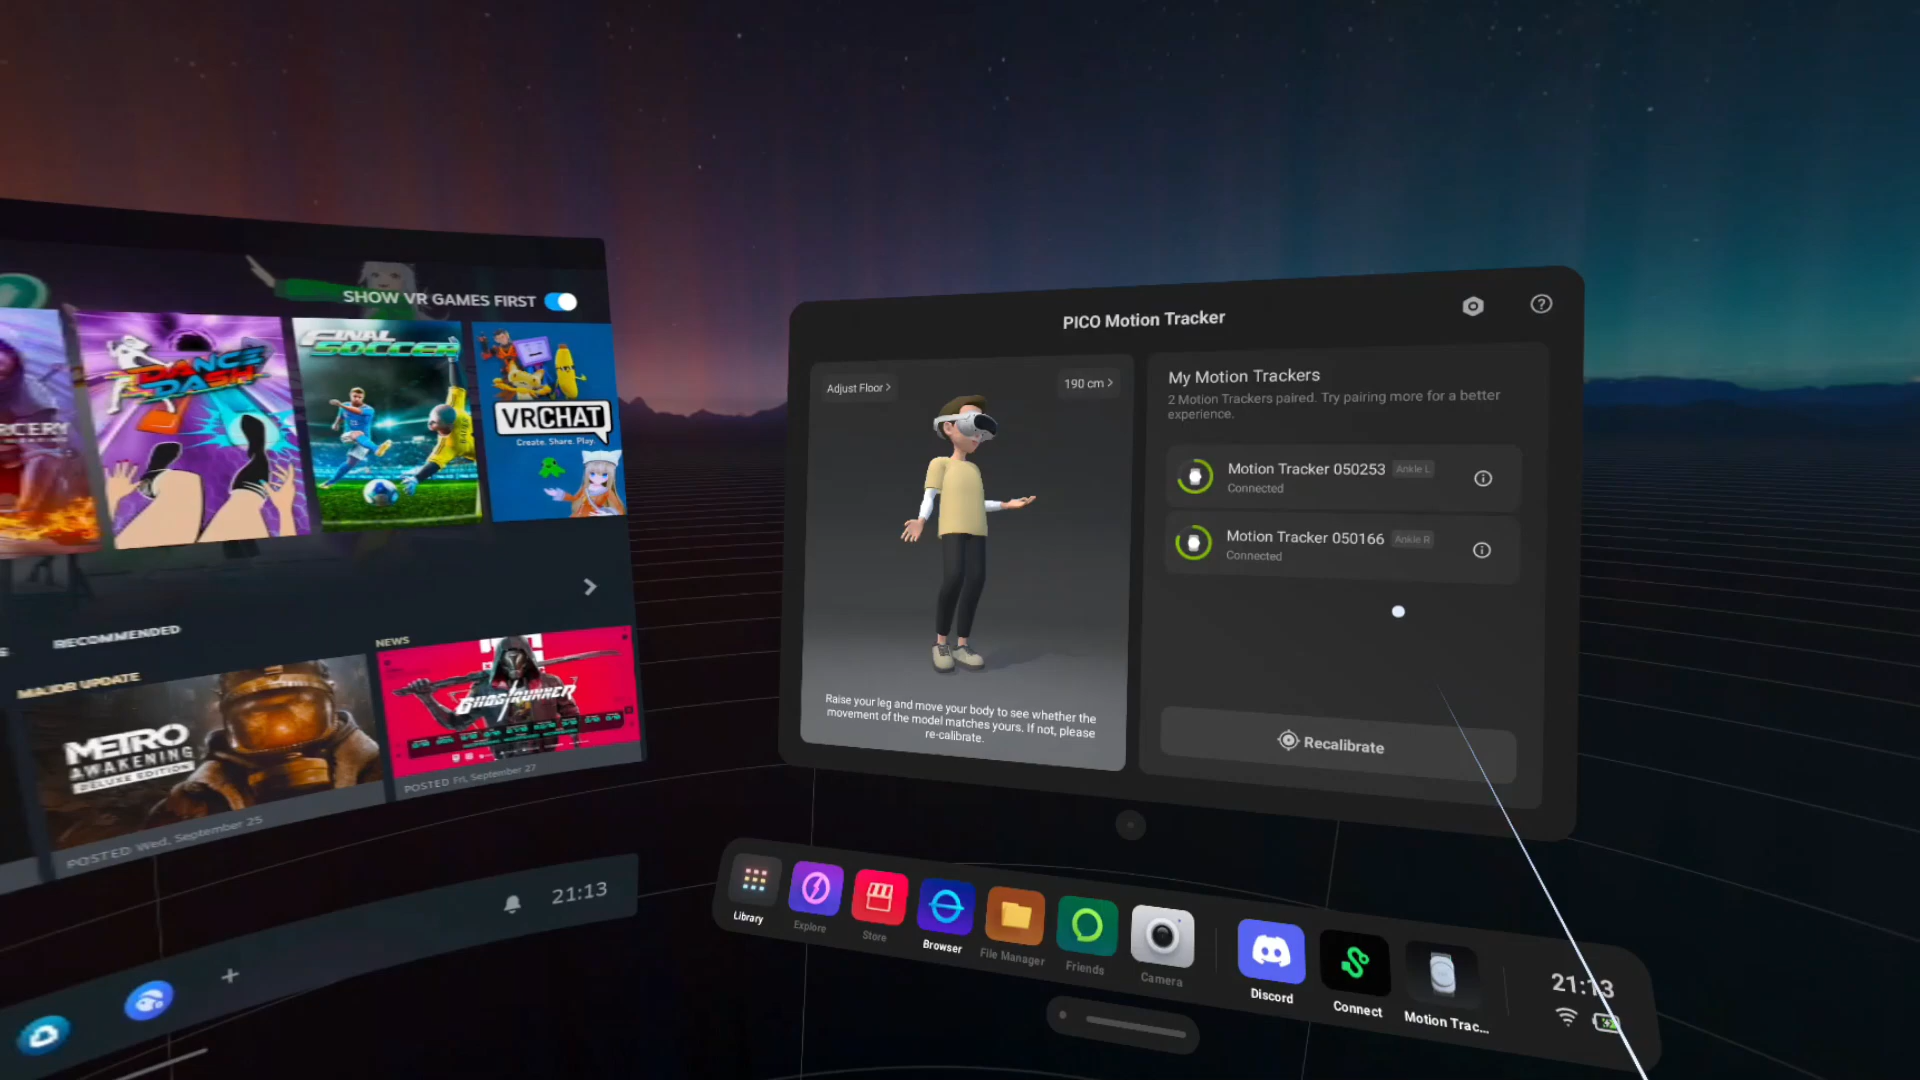 SHOW VR GAMES FIRST
DANCE
DASH
FINAL
SOCCER
VRCHAT
Create. Share. Play.
RECOMMENDED
MAJOR UPDATE
METRO
AWAKENING
DELUXE EDITION
POSTED Wed, September 25
NEWS
GHOSTRUNNER
POSTED Fri, September 27
21:13
PICO Motion Tracker
Adjust Floor >
190 cm >
Raise your leg and move your body to see whether the
movement of the model matches yours. If not, please
re-calibrate.
My Motion Trackers
2 Motion Trackers paired. Try pairing more for a better
experience.
Motion Tracker 050253 Ankle L
Connected
Motion Tracker 050166 Ankle R
Connected
Recalibrate
Library
Explore
Store
Browser
File Manager
Friends
Camera
Discord
Connect
Motion Trac...
21:13